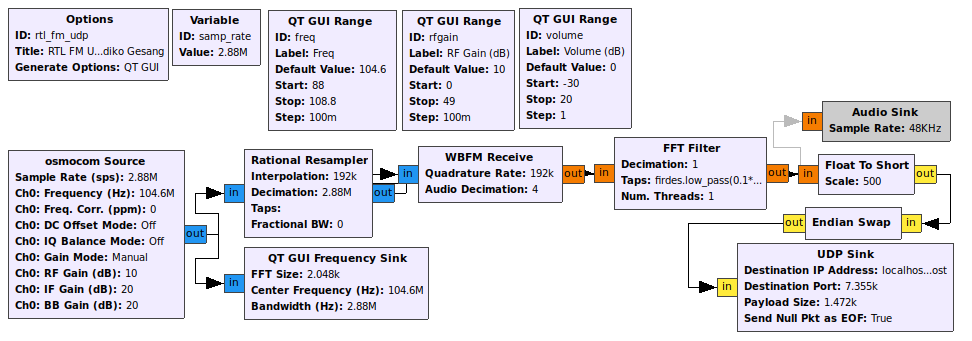 Options
ID: rtl_fm_udp
Title: RTL FM U...diko Gesang
Generate Options: QT GUI
Variable
ID: samp_rate
Value: 2.88M
QT GUI Range
ID: freq
Label: Freq
Default Value: 104.6
Start: 88
Stop: 108.8
Step: 100m
QT GUI Range
ID: rfgain
Label: RF Gain (dB)
Default Value: 10
Start: 0
Stop: 49
Step: 100m
QT GUI Range
ID: volume
Label: Volume (dB)
Default Value: 0
Start: -30
Stop: 20
Step: 1
osmocom Source
Sample Rate (sps): 2.88M
Ch0: Frequency (Hz): 104.6M
Ch0: Freq. Corr. (ppm): 0
Ch0: DC Offset Mode: Off
Ch0: IQ Balance Mode: Off
Ch0: Gain Mode: Manual
Ch0: RF Gain (dB): 10
Ch0: IF Gain (dB): 20
Ch0: BB Gain (dB): 20
out
in
Rational Resampler
Interpolation: 192k
Decimation: 2.88M
Taps:
Fractional BW: 0
out
in
QT GUI Frequency Sink
FFT Size: 2.048k
Center Frequency (Hz): 104.6M
Bandwidth (Hz): 2.88M
in
WBFM Receive
Quadrature Rate: 192k
Audio Decimation: 4
out
in
FFT Filter
Decimation: 1
Taps: firdes.low_pass(0.1*...
Num. Threads: 1
out
in
Audio Sink
Sample Rate: 48KHz
in
Float To Short
Scale: 500
out
out
Endian Swap
in
in
UDP Sink
Destination IP Address: localhos...ost
Destination Port: 7.355k
Payload Size: 1.472k
Send Null Pkt as EOF: True